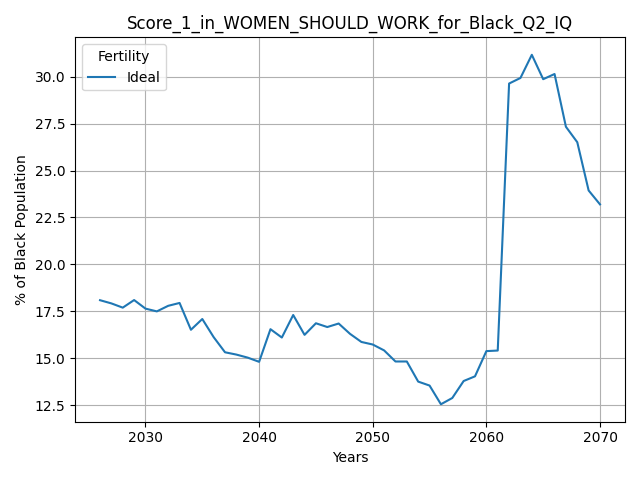 Score_1_in_WOMEN_SHOULD_WORK_for_Black_Q2_IQ
Fertility
Ideal
% of Black Population
30.0
27.5
25.0
22.5
20.0
17.5
15.0
12.5
2030 2040 2050 2060 2070
Years